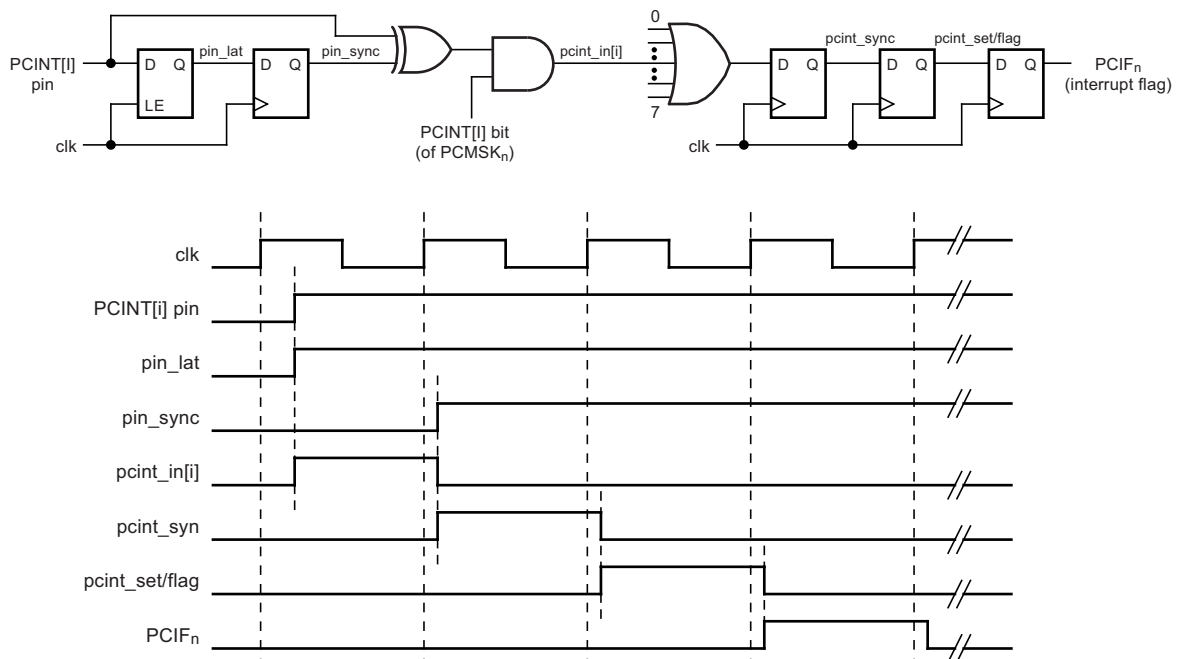 0
pin_lat
pin_sync
pcint_in[i]
pcint_sync
pcint_set/flag
PCINT[I]
pin
D Q
LE
D Q
D Q
D Q
D Q
PCIFn
(interrupt flag)
7
clk
PCINT[I] bit
(of PCMSKn)
clk
clk
PCINT[i] pin
pin_lat
pin_sync
pcint_in[i]
pcint_syn
pcint_set/flag
PCIFn